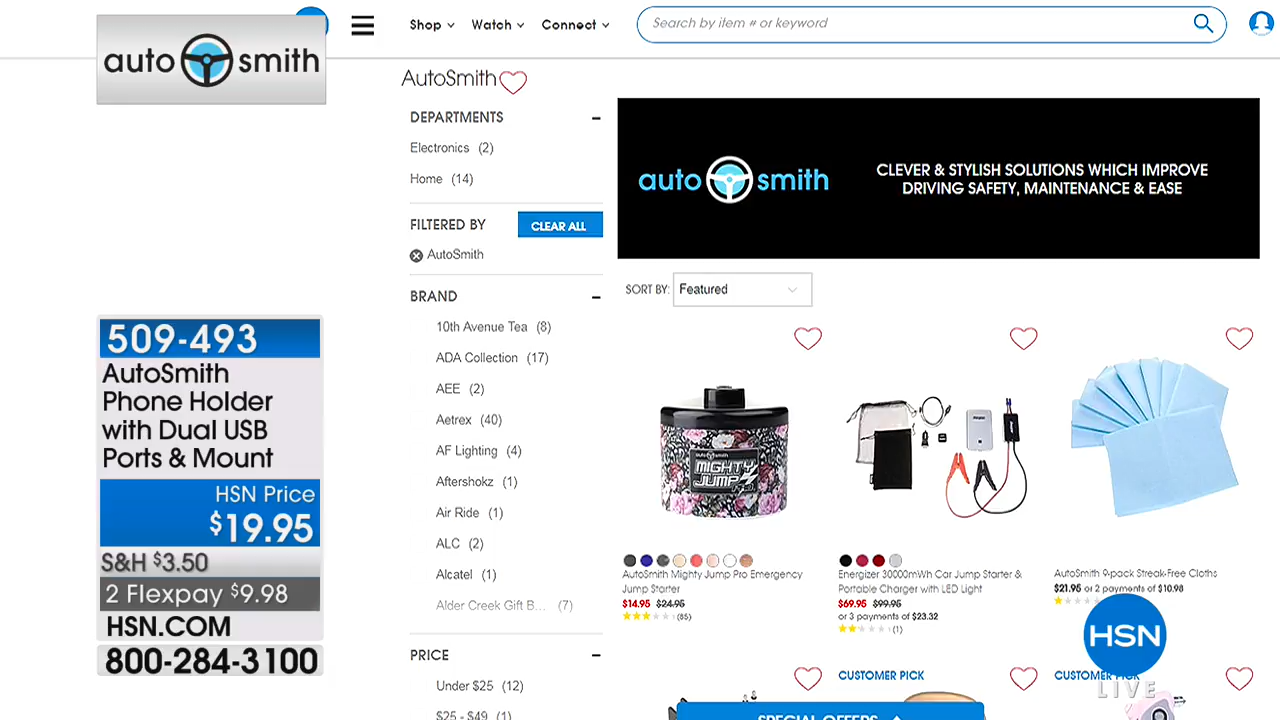 auto smith
Shop Watch Connect
Search by item # or keyword
AutoSmith
DEPARTMENTS
Electronics (2)
Home (14)
FILTERED BY
CLEAR ALL
AutoSmith
BRAND
10th Avenue Tea (8)
ADA Collection (17)
AEE (2)
Aetrex (40)
AF Lighting (4)
Aftershokz (1)
Air Ride (1)
ALC (2)
Alcatel (1)
Alder Creek Gift B... (7)
PRICE
Under $25 (12)
$25 - $49 (1)
auto smith
CLEVER & STYLISH SOLUTIONS WHICH IMPROVE
DRIVING SAFETY, MAINTENANCE & EASE
SORT BY: Featured
auto smith
MIGHTY
JUMP
AutoSmith Mighty Jump Pro Emergency
Jump Starter
$14.95 $24.95
(85)
Energizer 30000mWh Car Jump Starter &
Portable Charger with LED Light
$69.95 $99.95
or 3 payments of $23.32
(1)
AutoSmith 9-pack Streak-Free Cloths
$21.95 or 2 payments of $10.98
CUSTOMER PICK
CUSTOMER PICK
SPECIAL OFFERS
509-493
AutoSmith
Phone Holder
with Dual USB
Ports & Mount
HSN Price
$19.95
S&H $3.50
2 Flexpay $9.98
HSN.COM
800-284-3100
HSN
LIVE